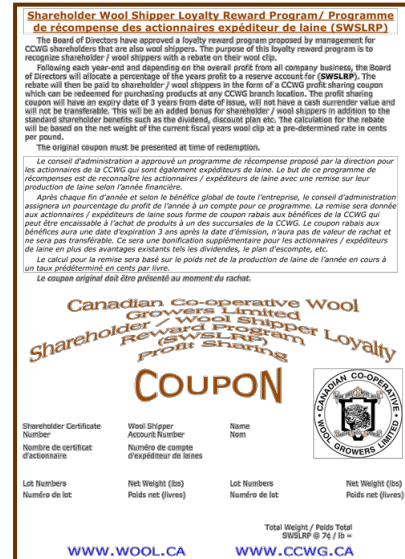 Shareholder Wool Shipper Loyalty Reward Program/ Programme
de récompense des actionnaires expéditeur de laine (SWSLRP)
The Board of Directors have approved a loyalty reward program proposed by management for
CCWG shareholders that are also wool shippers. The purpose of this loyalty reward program is to
recognize shareholder / wool shippers with a rebate on their wool clip.
Following each year-end and depending on the overall profit from all company business, the Board
of Directors will allocate a percentage of the years profit to a reserve account for (SWSLRP). The
rebate will then be paid to shareholder / wool shippers in the form of a CCWG profit sharing coupon
which can be redeemed for purchasing products at any CCWG branch location. The profit sharing
coupon will have an expiry date of 3 years from date of issue, will not have a cash surrender value and
will not be transferable. This will be an added bonus for shareholder / wool shippers in addition to the
standard shareholder benefits such as the dividend, discount plan etc. The calculation for the rebate
will be based on the net weight of the current fiscal years wool clip at a pre-determined rate in cents
per pound.
The original coupon must be presented at time of redemption.
Le conseil d'administration a approuvé un programme de récompense proposé par la direction pour
les actionnaires de la CCWG qui sont également expéditeurs de laine. Le but de ce programme de
récompenses est de reconnaître les actionnaires / expéditeurs de laine avec une remise sur leur
production de laine selon l'année financière.
Après chaque fin d'année et selon le bénéfice global de toute l'entreprise, le conseil d'administration
assignera un pourcentage du profit de l'année à un compte pour ce programme. La remise sera donnée
aux actionnaires / expéditeurs de laine sous forme de coupon rabais aux bénéfices de la CCWG qui
peut être encaissable à l'achat de produits à un des succursales de la CCWG. Le coupon rabais aux
bénéfices aura une date d'expiration 3 ans après la date d'émission, n'aura pas de valeur de rachat et
ne sera pas transférable. Ce sera une bonification supplémentaire pour les actionnaires / expéditeurs
de laine en plus des avantages existants tels les dividendes, le plan d'escompte, etc.
Le calcul pour la remise sera basé sur le poids net de la production de laine de l'année en cours à
un taux prédéterminé en cents par livre.
Le coupon original doit être présenté au moment du rachat.
Canadian Co-operative Wool
Growers Limited
Shareholder - Wool Shipper Loyalty
Reward Program
(SWSLRP)
Profit Sharing
COUPON
CANADIAN CO-OPERATIVE
WOOL GROWERS LIMITED
Shareholder Certificate Wool Shipper Name
Number Account Number Nom
Nombre de certificat Numéro de compte
d'actionnaire d'expéditeur de laines
Lot Numbers Net Weight (lbs) Lot Numbers Net Weight (lbs)
Numéro de lot Poids net (livres) Numéro de lot Poids net (livres)
Total Weight / Poids Total
SWSLRP @ 7¢ / lb =
WWW.WOOL.CA WWW.CCWG.CA